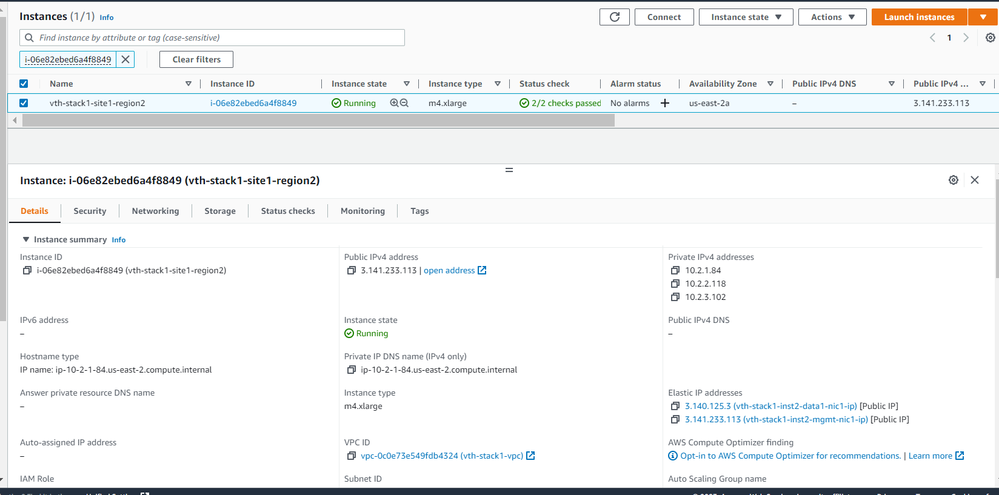 Instances (1/1) Info
Connect
Instance state
Actions
Launch instances
Find instance by attribute or tag (case-sensitive)
1
i-06e82ebed6a4f8849
Clear filters
Name Instance ID Instance state Instance type Status check Alarm status Availability Zone Public IPv4 DNS Public IPv4 ...
vth-stack1-site1-region2 i-06e82ebed6a4f8849 Running m4.xlarge 2/2 checks passed No alarms + us-east-2a – 3.141.233.113
Instance: i-06e82ebed6a4f8849 (vth-stack1-site1-region2)
Details Security Networking Storage Status checks Monitoring Tags
Instance summary Info
Instance ID
i-06e82ebed6a4f8849 (vth-stack1-site1-region2)
Public IPv4 address
3.141.233.113 | open address
Private IPv4 addresses
10.2.1.84
10.2.2.118
10.2.3.102
IPv6 address
–
Instance state
Running
Public IPv4 DNS
–
Hostname type
IP name: ip-10-2-1-84.us-east-2.compute.internal
Private IP DNS name (IPv4 only)
ip-10-2-1-84.us-east-2.compute.internal
Answer private resource DNS name
–
Instance type
m4.xlarge
Elastic IP addresses
3.140.125.3 (vth-stack1-inst2-data1-nic1-ip) [Public IP]
3.141.233.113 (vth-stack1-inst2-mgmt-nic1-ip) [Public IP]
Auto-assigned IP address
–
VPC ID
vpc-0c0e73e549fdb4324 (vth-stack1-vpc)
AWS Compute Optimizer finding
Opt-in to AWS Compute Optimizer for recommendations. | Learn more
IAM Role
Subnet ID
Auto Scaling Group name